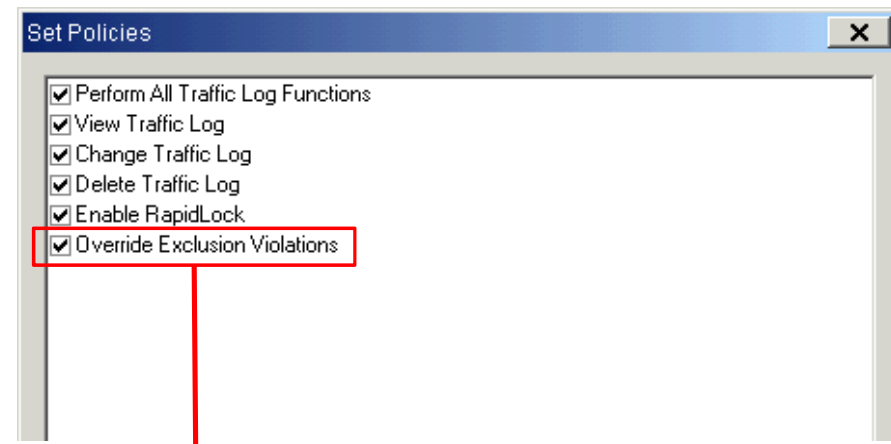 Set Policies
Perform All Traffic Log Functions
View Traffic Log
Change Traffic Log
Delete Traffic Log
Enable RapidLock
Override Exclusion Violations